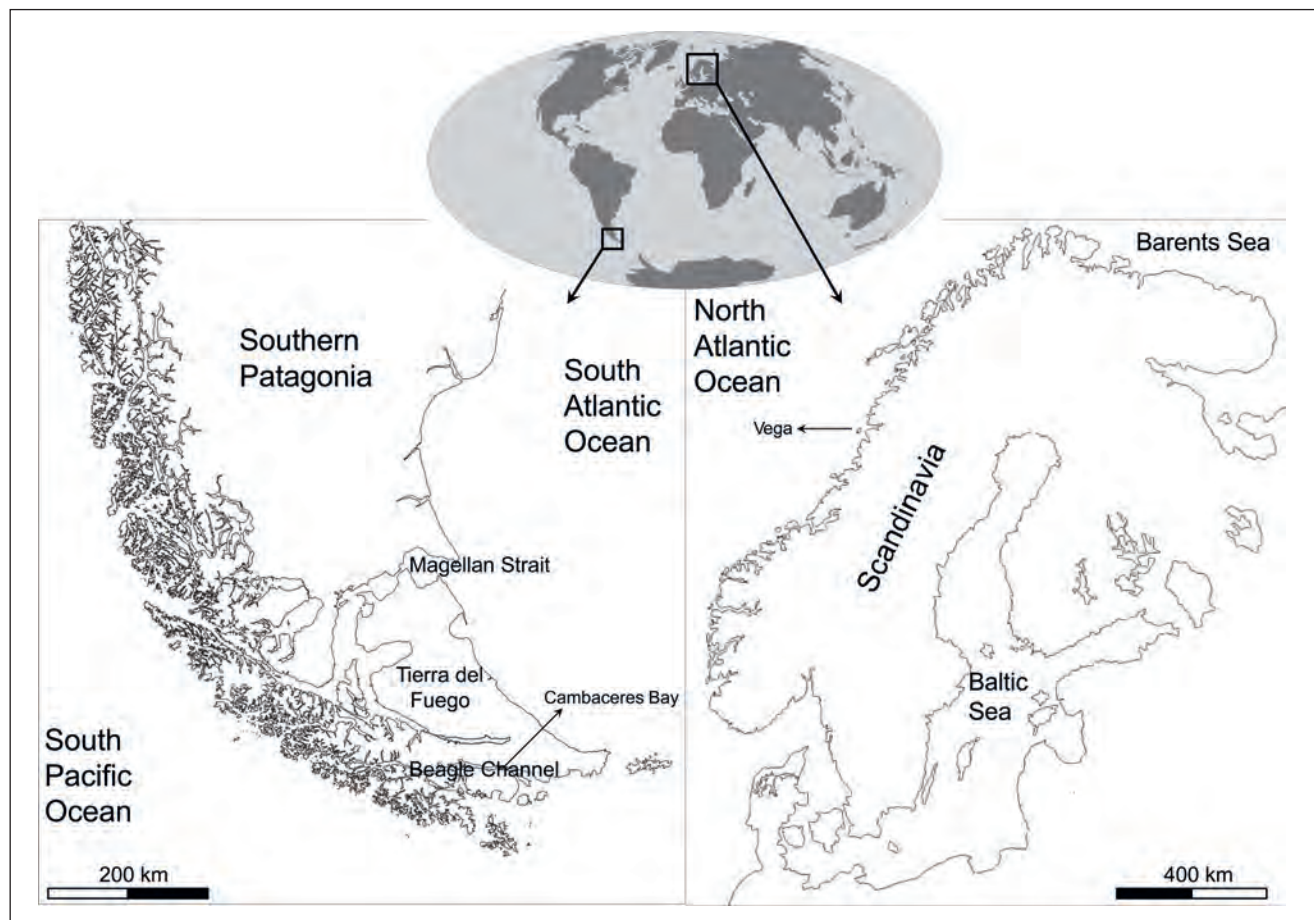 Barents Sea
North
Atlantic
Ocean
Southern
Patagonia
South
Atlantic
Ocean
Vega
Scandinavia
Magellan Strait
Tierra del
Fuego
Cambaceres Bay
Baltic
Sea
South
Pacific
Ocean
Beagle Channel
200 km
400 km